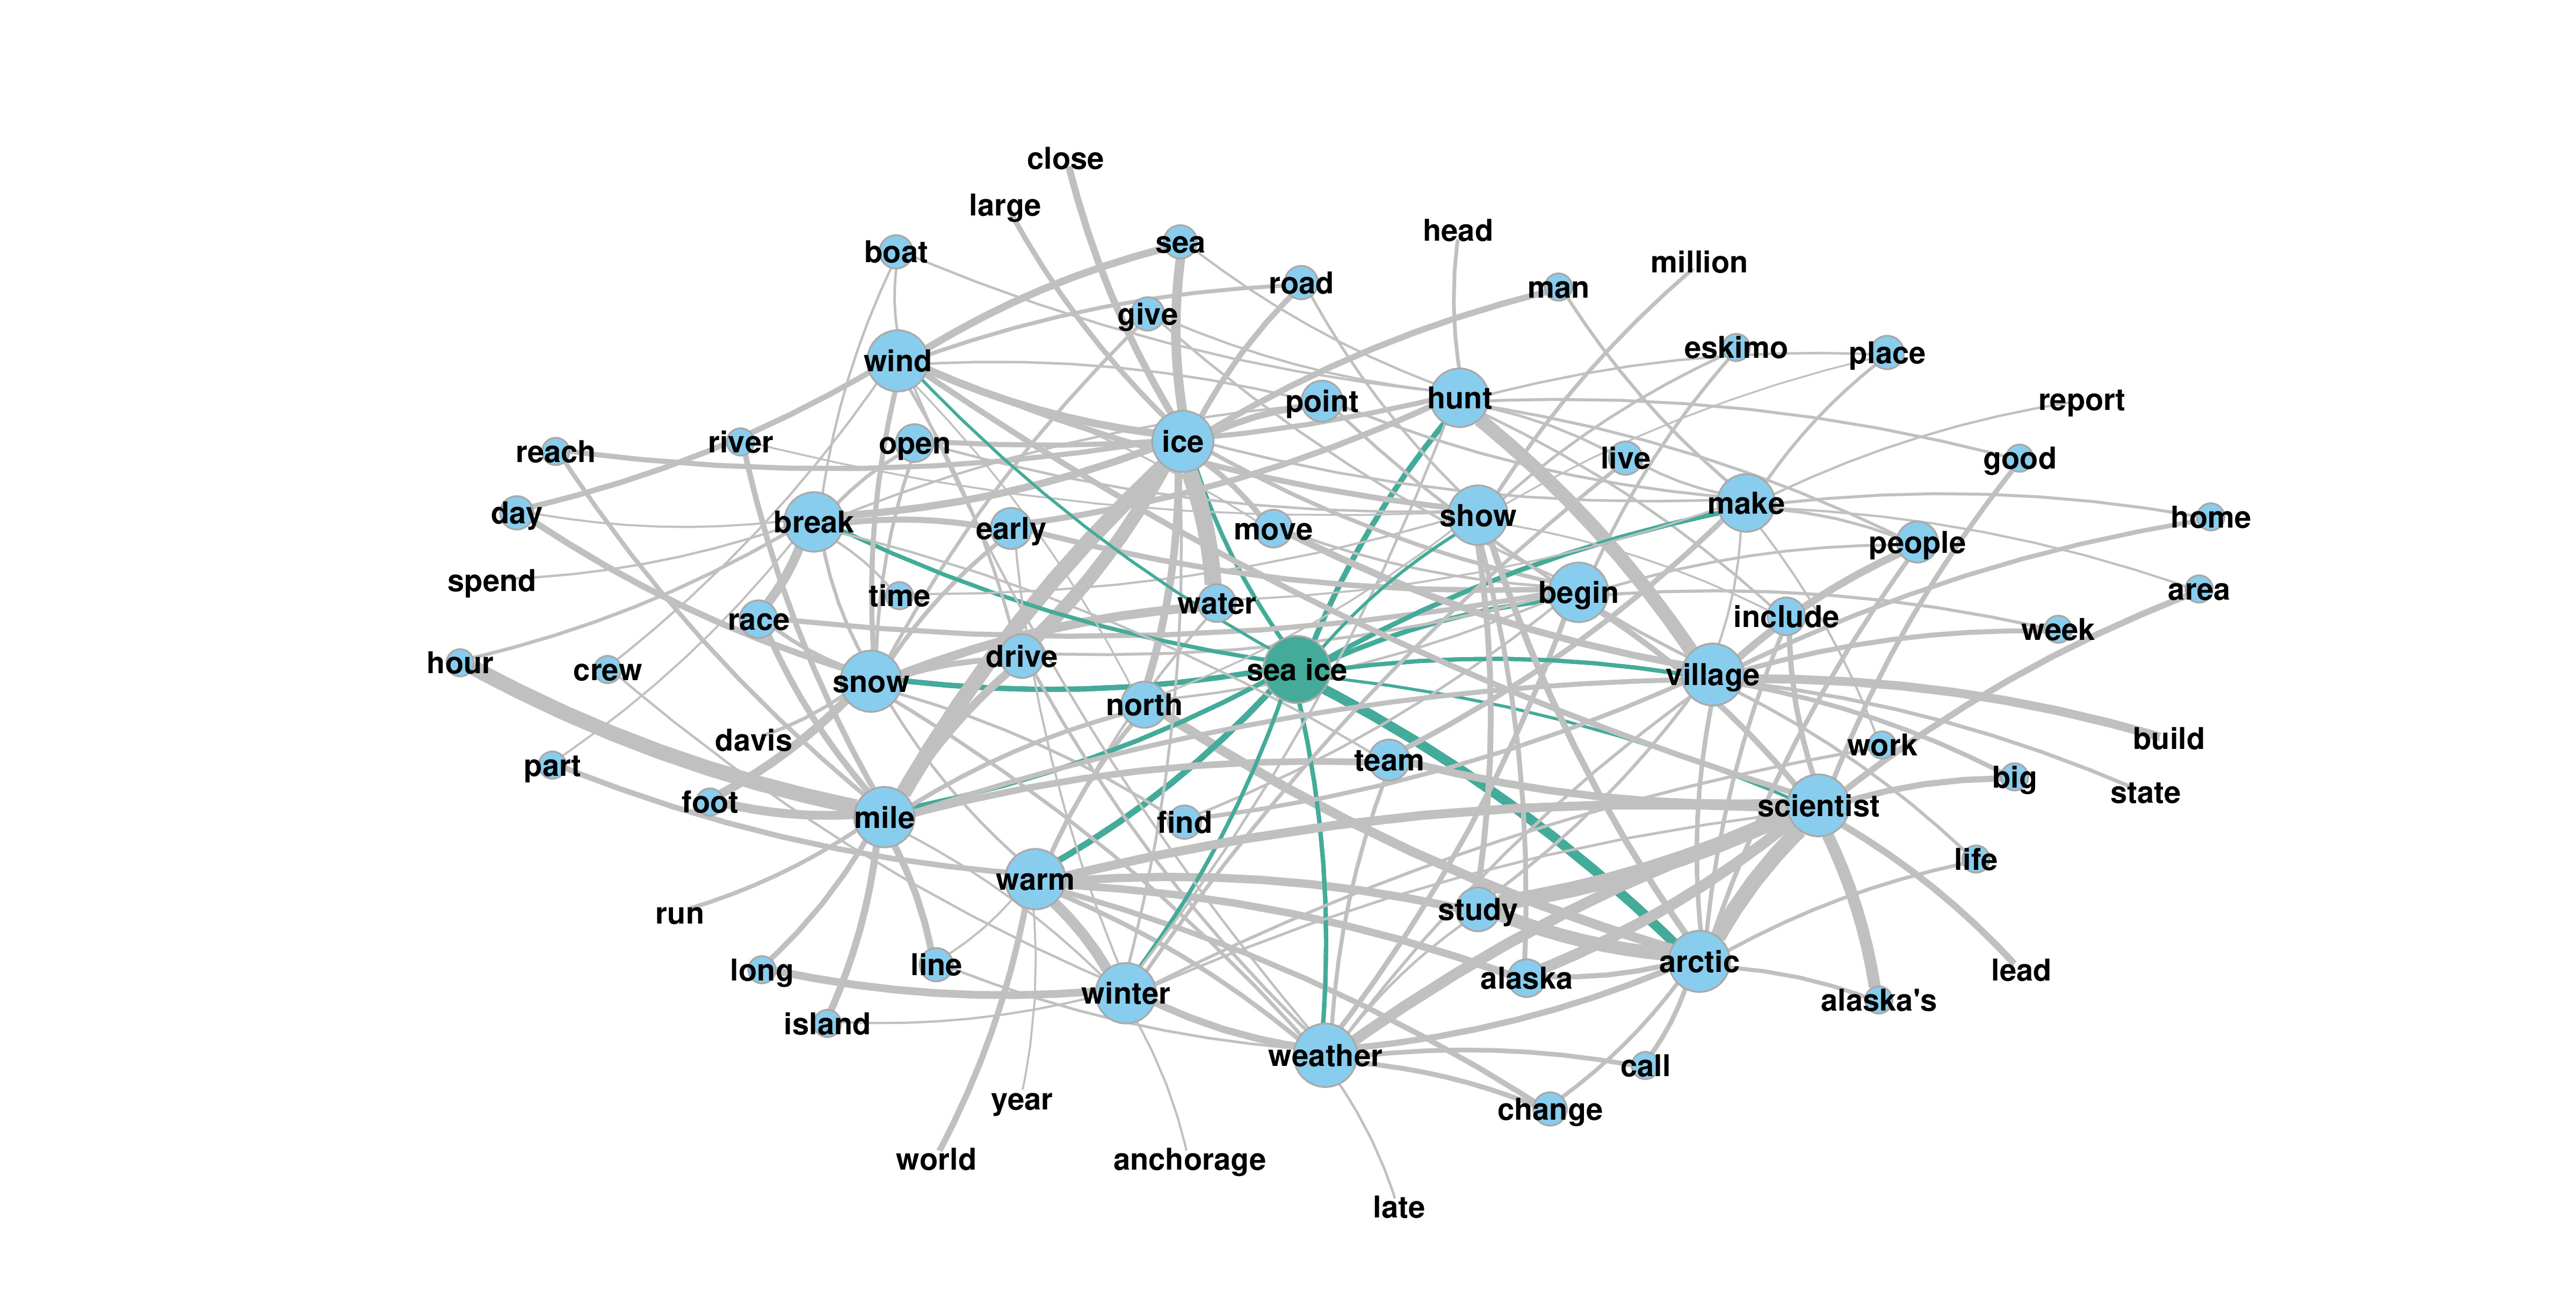 close
large
head
sea
boat
million
road
man
give
eskimo
place
wind
point
hunt
report
ice
river
open
reach
live
good
make
day
show
home
break
early
move
people
spend
area
time
begin
water
race
include
week
drive
hour
crew
sea ice
village
snow
north
davis
build
work
team
part
big
state
foot
scientist
mile
find
life
warm
study
run
arctic
line
long
lead
alaska
winter
alaska's
island
weather
call
year
change
world
anchorage
late